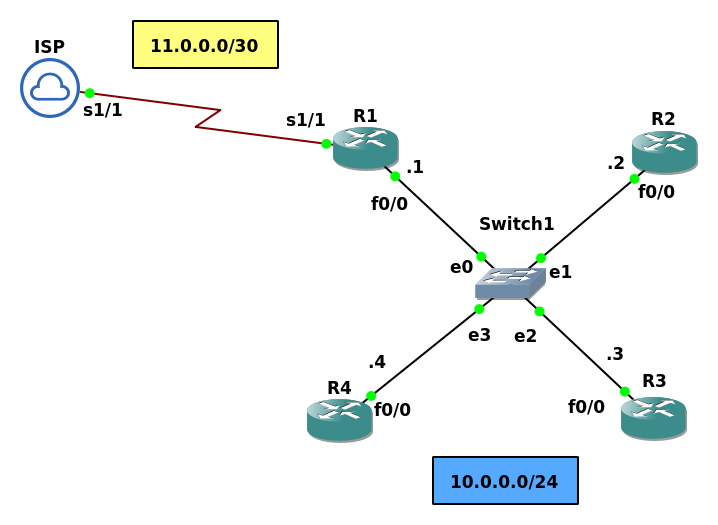 ISP
11.0.0.0/30
s1/1
s1/1
R1
R2
.1
.2
f0/0
f0/0
Switch1
e0
e1
e3
e2
.4
.3
R4
R3
f0/0
f0/0
10.0.0.0/24